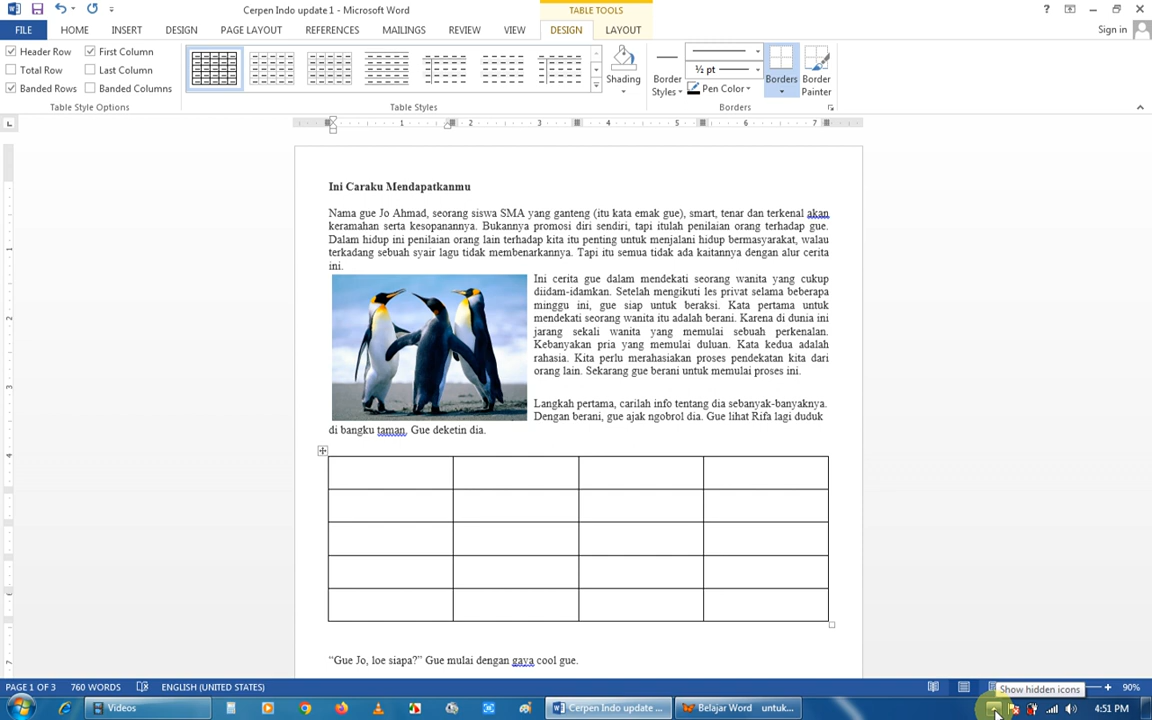 Cerpen Indo update 1 - Microsoft Word
TABLE TOOLS
?
FILE
HOME
INSERT
DESIGN
PAGE LAYOUT
REFERENCES
MAILINGS
REVIEW
VIEW
DESIGN
LAYOUT
Sign in
Header Row
First Column
Total Row
Last Column
Banded Rows
Banded Columns
Table Style Options
Table Styles
Shading
Border Styles
½ pt
Pen Color
Borders
Border Painter
Borders
1 2 3 4 5 6 7
Ini Caraku Mendapatkanmu
Nama gue Jo Ahmad, seorang siswa SMA yang ganteng (itu kata emak gue), smart, tenar dan terkenal akan
keramahan serta kesopanannya. Bukannya promosi diri sendiri, tapi itulah penilaian orang terhadap gue.
Dalam hidup ini penilaian orang lain terhadap kita itu penting untuk menjalani hidup bermasyarakat, walau
terkadang sebuah syair lagu tidak membenarkannya. Tapi itu semua tidak ada kaitannya dengan alur cerita
ini.
Ini cerita gue dalam mendekati seorang wanita yang cukup
diidam-idamkan. Setelah mengikuti les privat selama beberapa
minggu ini, gue siap untuk beraksi. Kata pertama untuk
mendekati seorang wanita itu adalah berani. Karena di dunia ini
jarang sekali wanita yang memulai sebuah perkenalan.
Kebanyakan pria yang memulai duluan. Kata kedua adalah
rahasia. Kita perlu merahasiakan proses pendekatan kita dari
orang lain. Sekarang gue berani untuk memulai proses ini.
Langkah pertama, carilah info tentang dia sebanyak-banyaknya.
Dengan berani, gue ajak ngobrol dia. Gue lihat Rifa lagi duduk
di bangku taman. Gue deketin dia.
“Gue Jo, loe siapa?” Gue mulai dengan gaya cool gue.
PAGE 1 OF 3
760 WORDS
ENGLISH (UNITED STATES)
Show hidden icons
90%
Videos
Cerpen Indo update ...
Belajar Word untuk...
4:51 PM